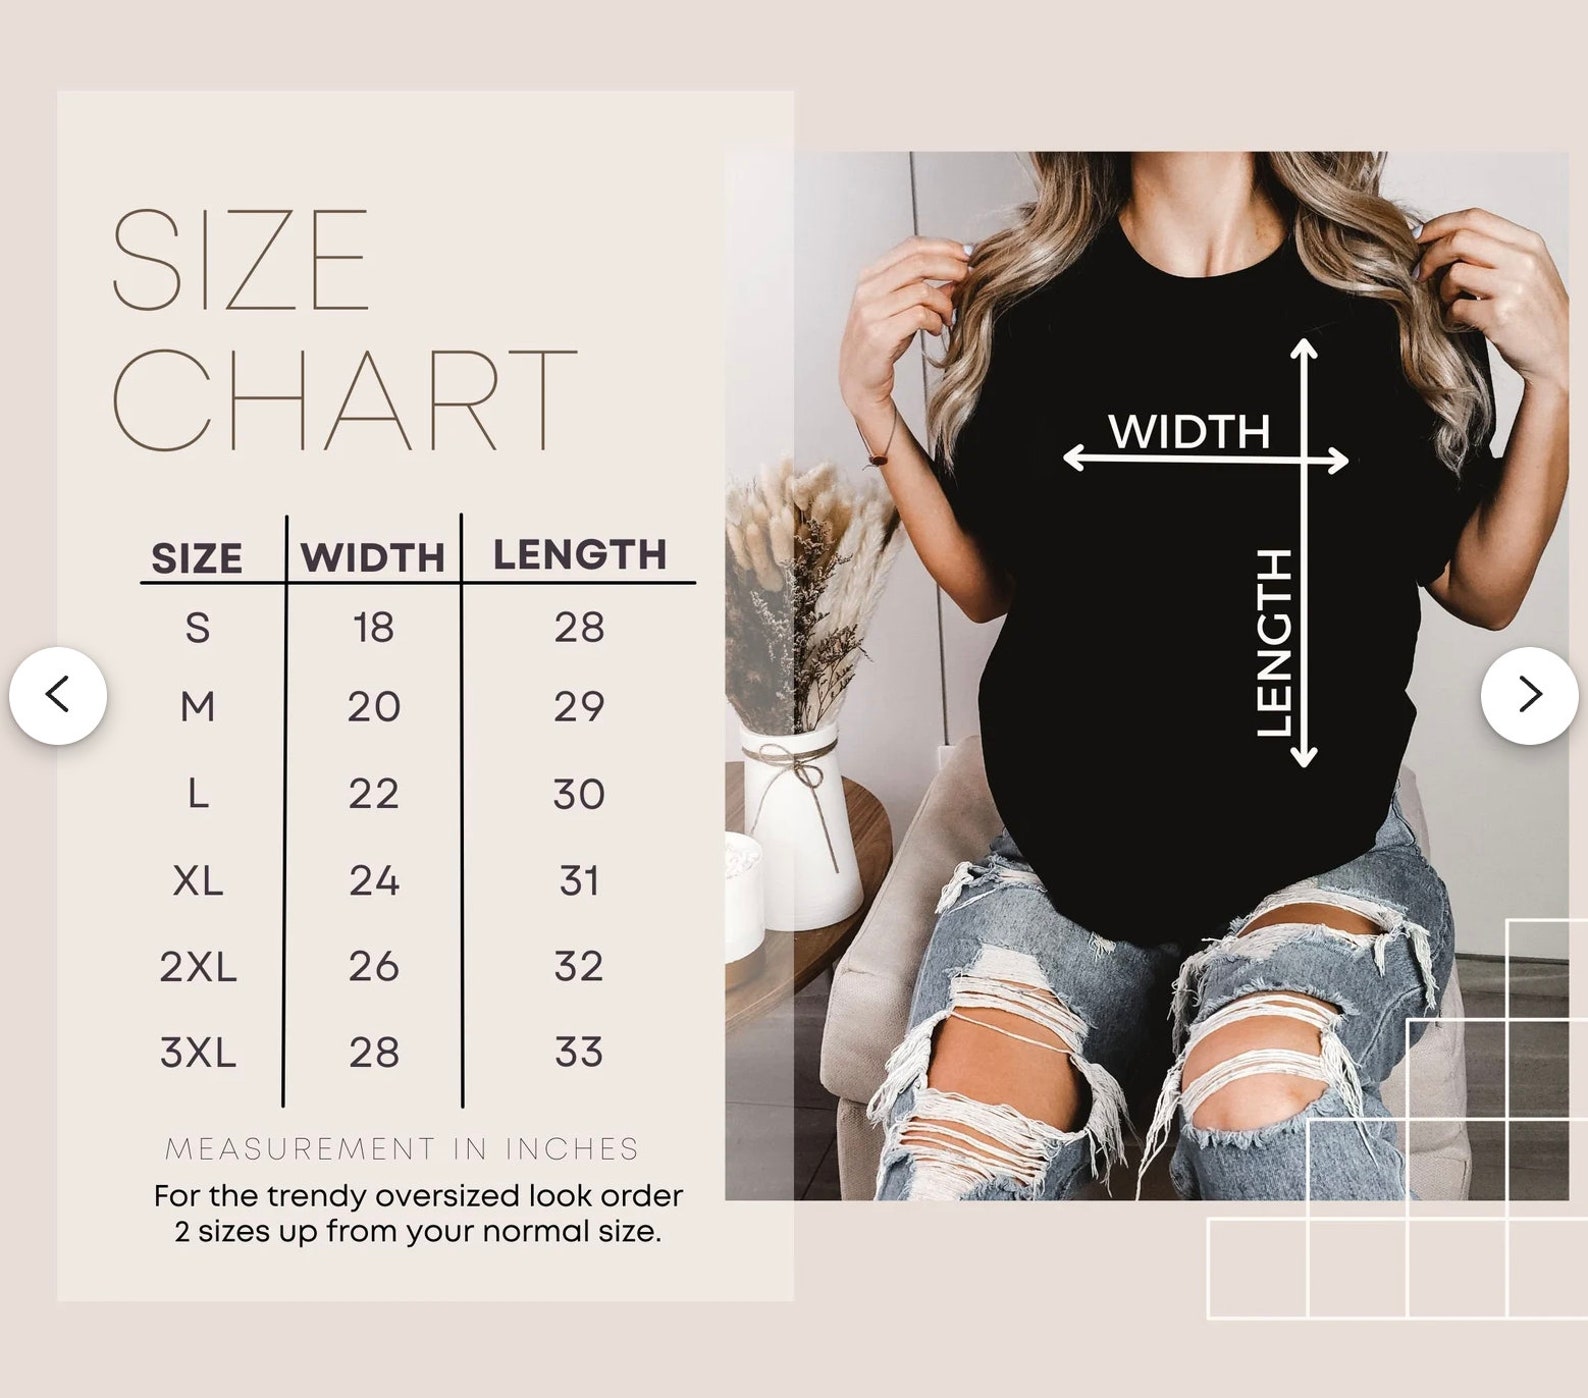 SIZE
CHART
SIZE WIDTH LENGTH
S 18 28
M 20 29
L 22 30
XL 24 31
2XL 26 32
3XL 28 33
MEASUREMENT IN INCHES
For the trendy oversized look order
2 sizes up from your normal size.
WIDTH
LENGTH